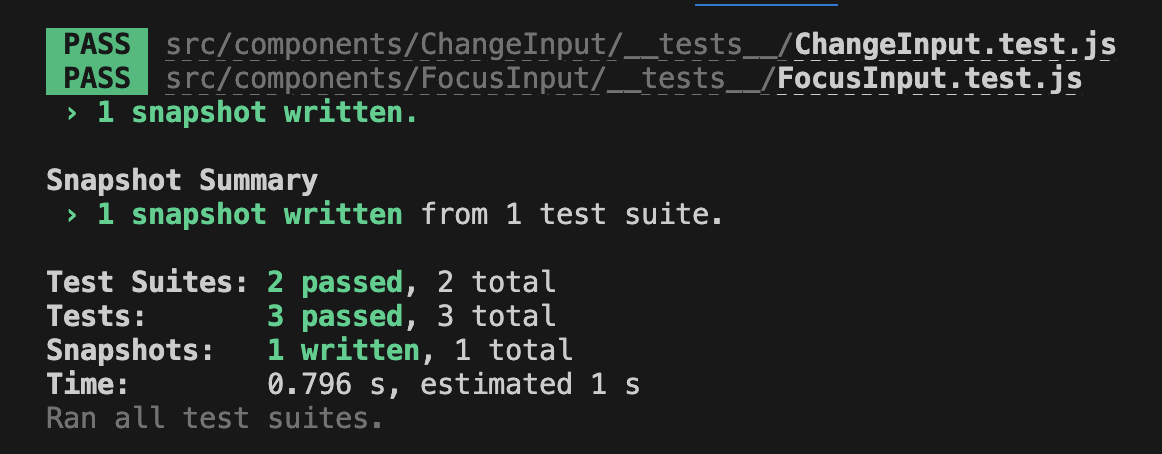 PASS src/components/ChangeInput/__tests__/ChangeInput.test.js
PASS src/components/FocusInput/__tests__/FocusInput.test.js
› 1 snapshot written.
Snapshot Summary
› 1 snapshot written from 1 test suite.
Test Suites: 2 passed, 2 total
Tests: 3 passed, 3 total
Snapshots: 1 written, 1 total
Time: 0.796 s, estimated 1 s
Ran all test suites.